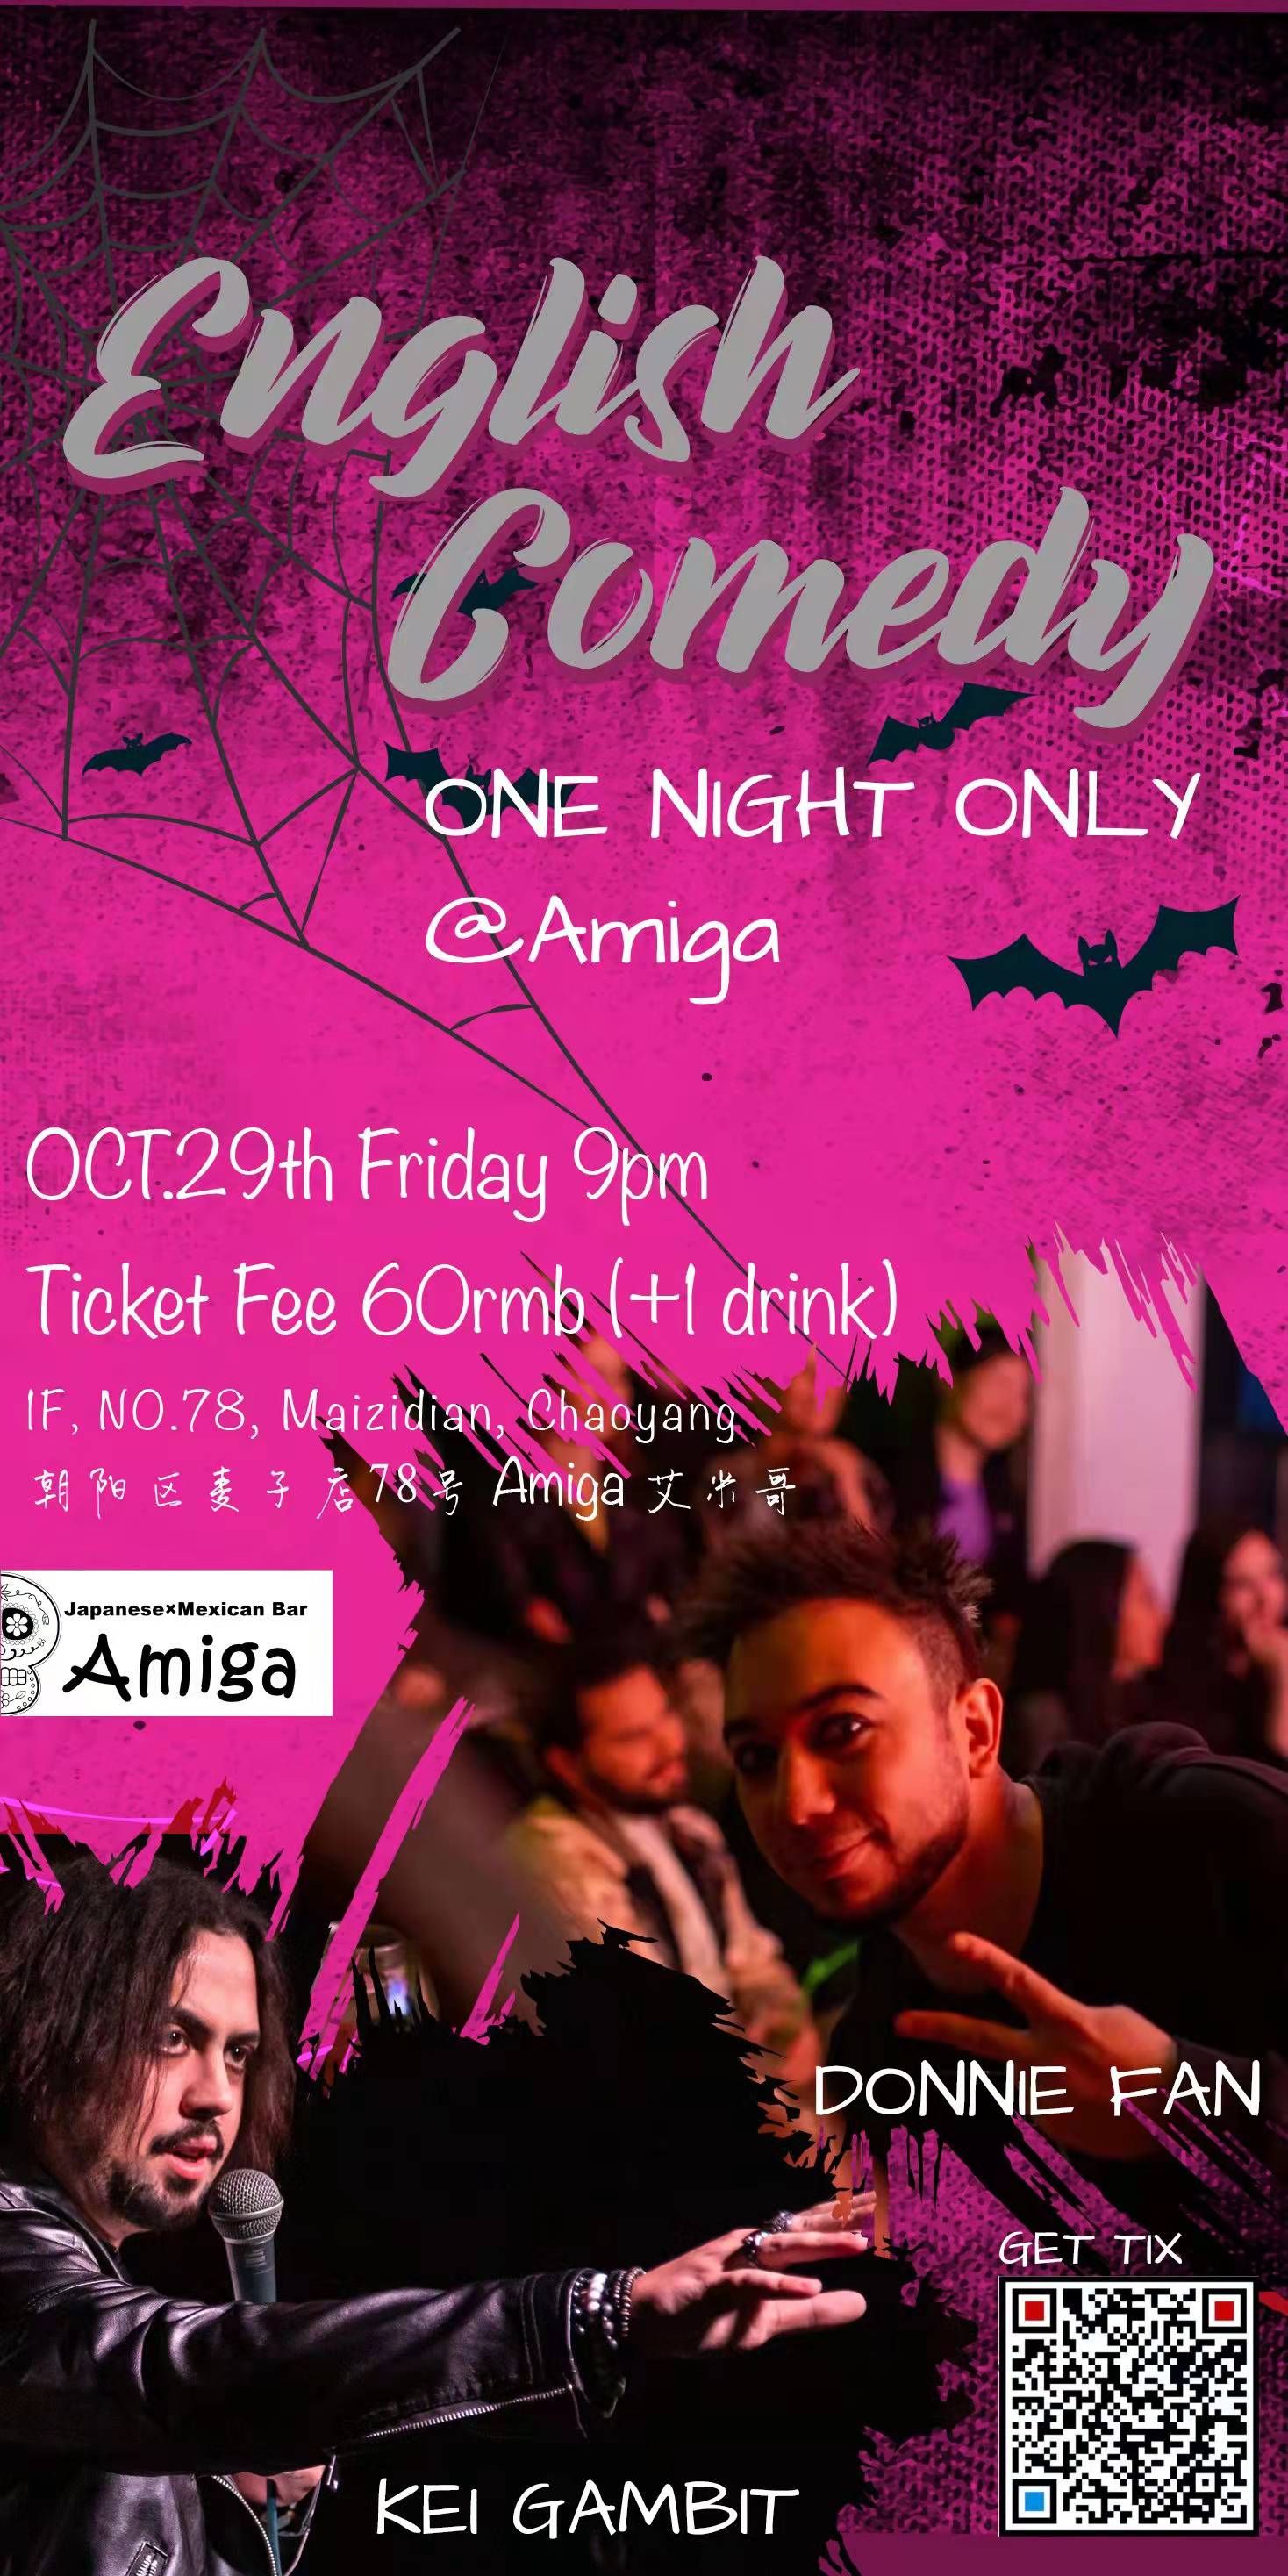 English
Comedy
ONE NIGHT ONLY
@Amiga
OCT.29th Friday 9pm
Ticket Fee 60rmb (+1 drink)
1F, NO.78, Maizidian, Chaoyang
朝阳区麦子店78号 Amiga 艾米哥
Japanese×Mexican Bar
Amiga
DONNIE FAN
GET TIX
KEI GAMBIT